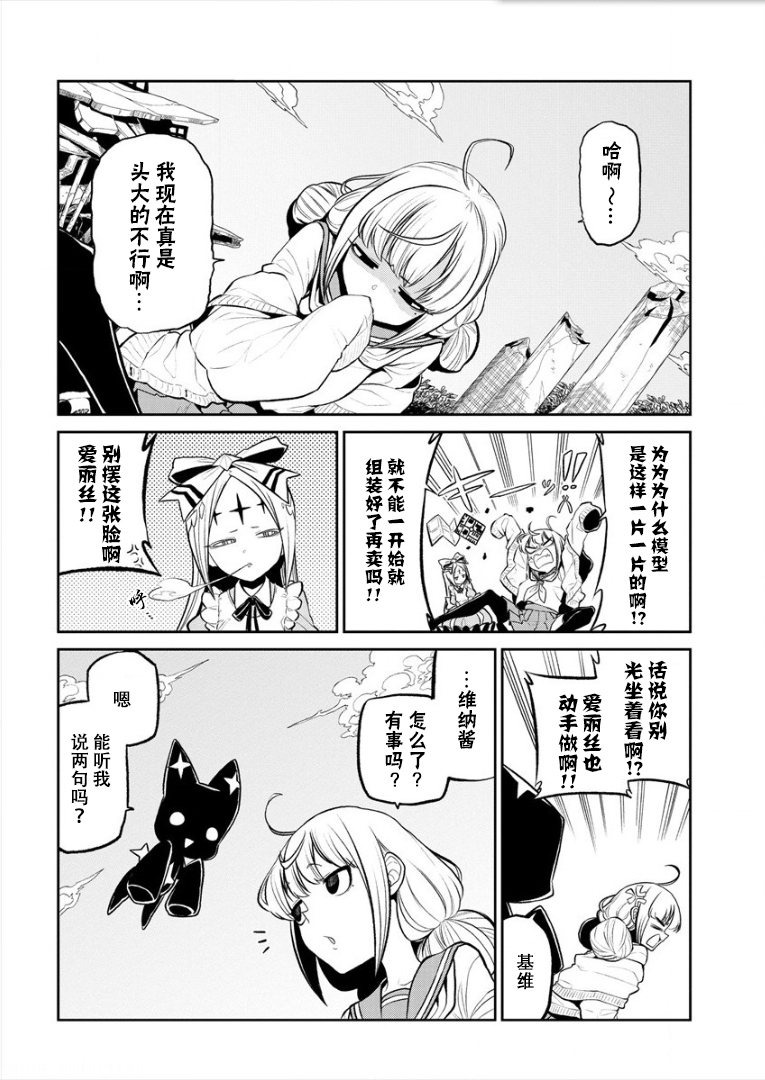 哈啊～…
我现在真是
头大的不行啊…
为为为什么模型
是这样一片一片的啊!?
就不能一开始就
组装好了再卖吗!!
别摆这张脸啊
爱丽丝!!
呼…
话说你别
光坐着看啊!?
爱丽丝也
动手做啊!!
基维
…维纳酱
怎么了？
有事吗？
嗯
能听我
说两句吗？